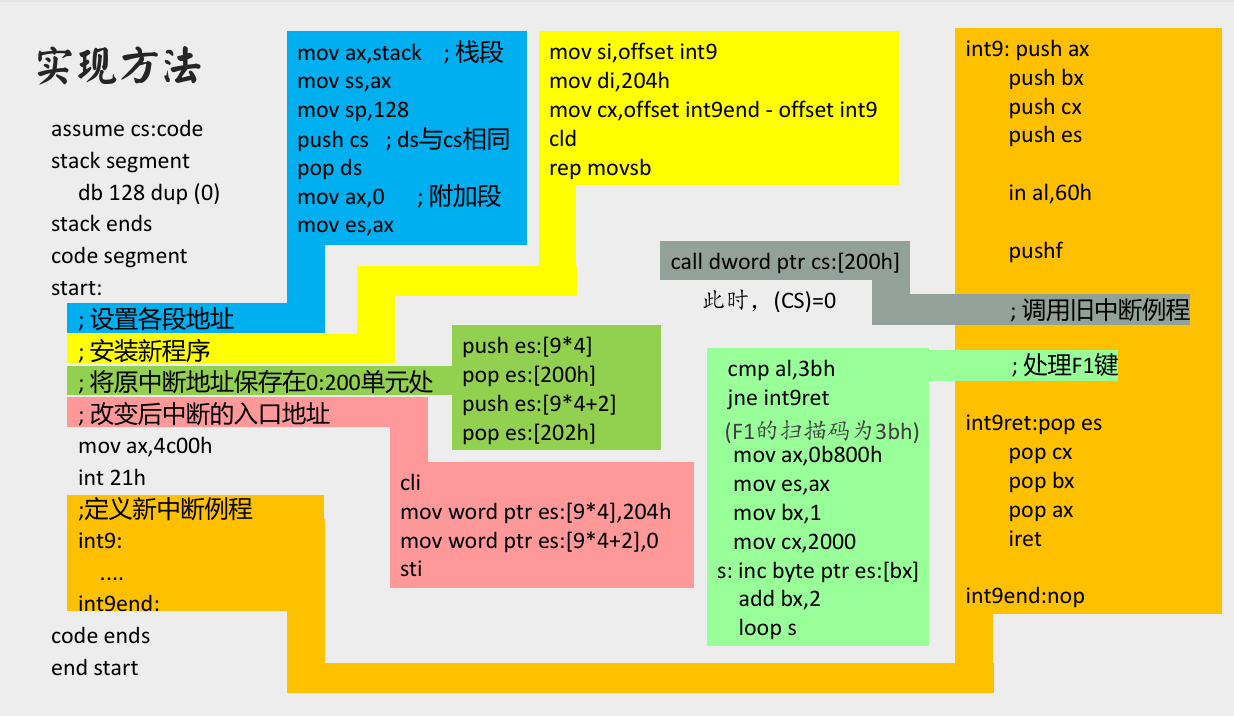 实现方法
assume cs:code
stack segment
db 128 dup (0)
stack ends
code segment
start:
; 设置各段地址
; 安装新程序
; 将原中断地址保存在0:200单元处
; 改变后中断的入口地址
mov ax,4c00h
int 21h
;定义新中断例程
int9:
....
int9end:
code ends
end start
mov ax,stack ; 栈段
mov ss,ax
mov sp,128
push cs ; ds与cs相同
pop ds
mov ax,0 ; 附加段
mov es,ax
mov si,offset int9
mov di,204h
mov cx,offset int9end - offset int9
cld
rep movsb
push es:[9*4]
pop es:[200h]
push es:[9*4+2]
pop es:[202h]
cli
mov word ptr es:[9*4],204h
mov word ptr es:[9*4+2],0
sti
call dword ptr cs:[200h]
此时，(CS)=0
cmp al,3bh
jne int9ret
(F1的扫描码为3bh)
mov ax,0b800h
mov es,ax
mov bx,1
mov cx,2000
s: inc byte ptr es:[bx]
add bx,2
loop s
int9: push ax
push bx
push cx
push es
in al,60h
pushf
; 调用旧中断例程
; 处理F1键
int9ret:pop es
pop cx
pop bx
pop ax
iret
int9end:nop